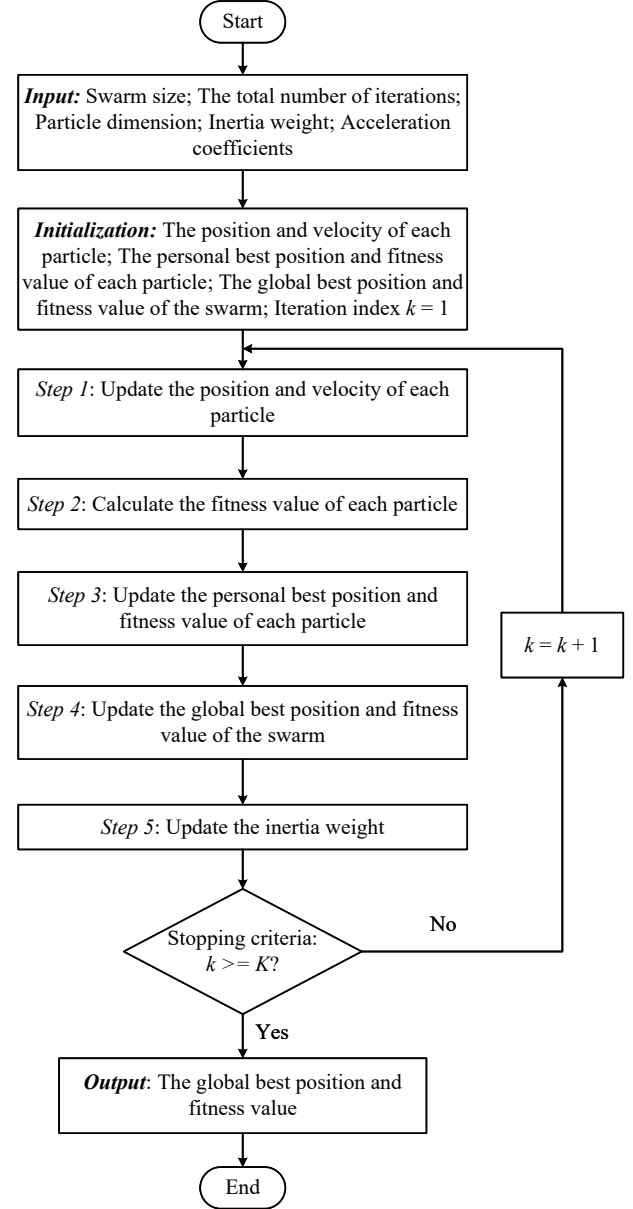 Start
Input: Swarm size; The total number of iterations;
Particle dimension; Inertia weight; Acceleration
coefficients
Initialization: The position and velocity of each
particle; The personal best position and fitness
value of each particle; The global best position and
fitness value of the swarm; Iteration index k = 1
Step 1: Update the position and velocity of each
particle
Step 2: Calculate the fitness value of each particle
Step 3: Update the personal best position and
fitness value of each particle
k = k + 1
Step 4: Update the global best position and fitness
value of the swarm
Step 5: Update the inertia weight
Stopping criteria:
k >= K?
No
Yes
Output: The global best position and
fitness value
End